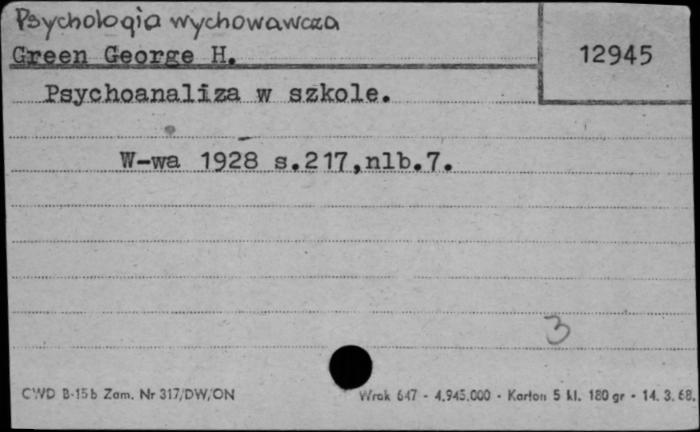 Psychologia wychowawcza
Green George H.
12945
Psychoanaliza w szkole.
W-wa 1928 s.217,nlb.7.
3
CWD B-15b Zam. Nr 317/DW/ON
Wrak 647 - 4.945.000 - Karton 5 kl. 180 gr - 14. 3. 68.